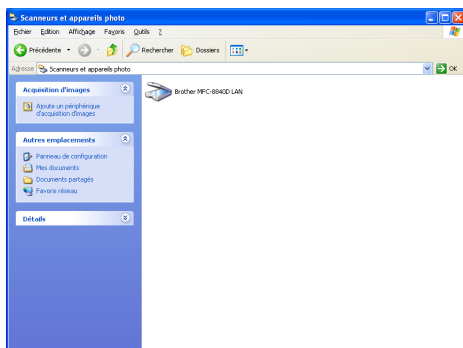 Scanneurs et appareils photo
Fichier Edition Affichage Favoris Outils ?
Précédente Rechercher Dossiers
Adresse Scanneurs et appareils photo OK
Acquisition d'images
Ajoute un périphérique
d'acquisition d'images
Autres emplacements
Panneau de configuration
Mes documents
Documents partagés
Favoris réseau
Détails
Brother MFC-8840D LAN